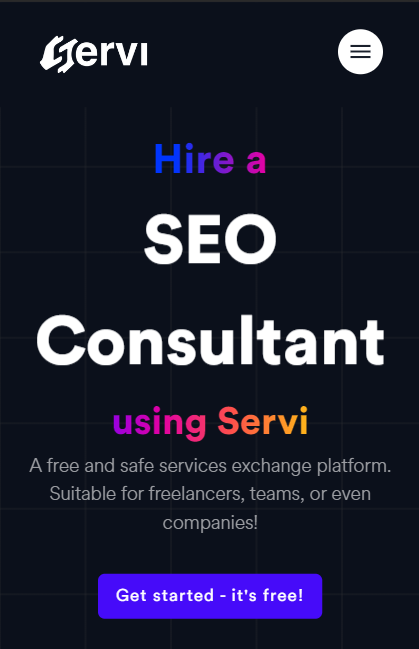 Servi
Hire a
SEO
Consultant
using Servi
A free and safe services exchange platform.
Suitable for freelancers, teams, or even
companies!
Get started - it's free!